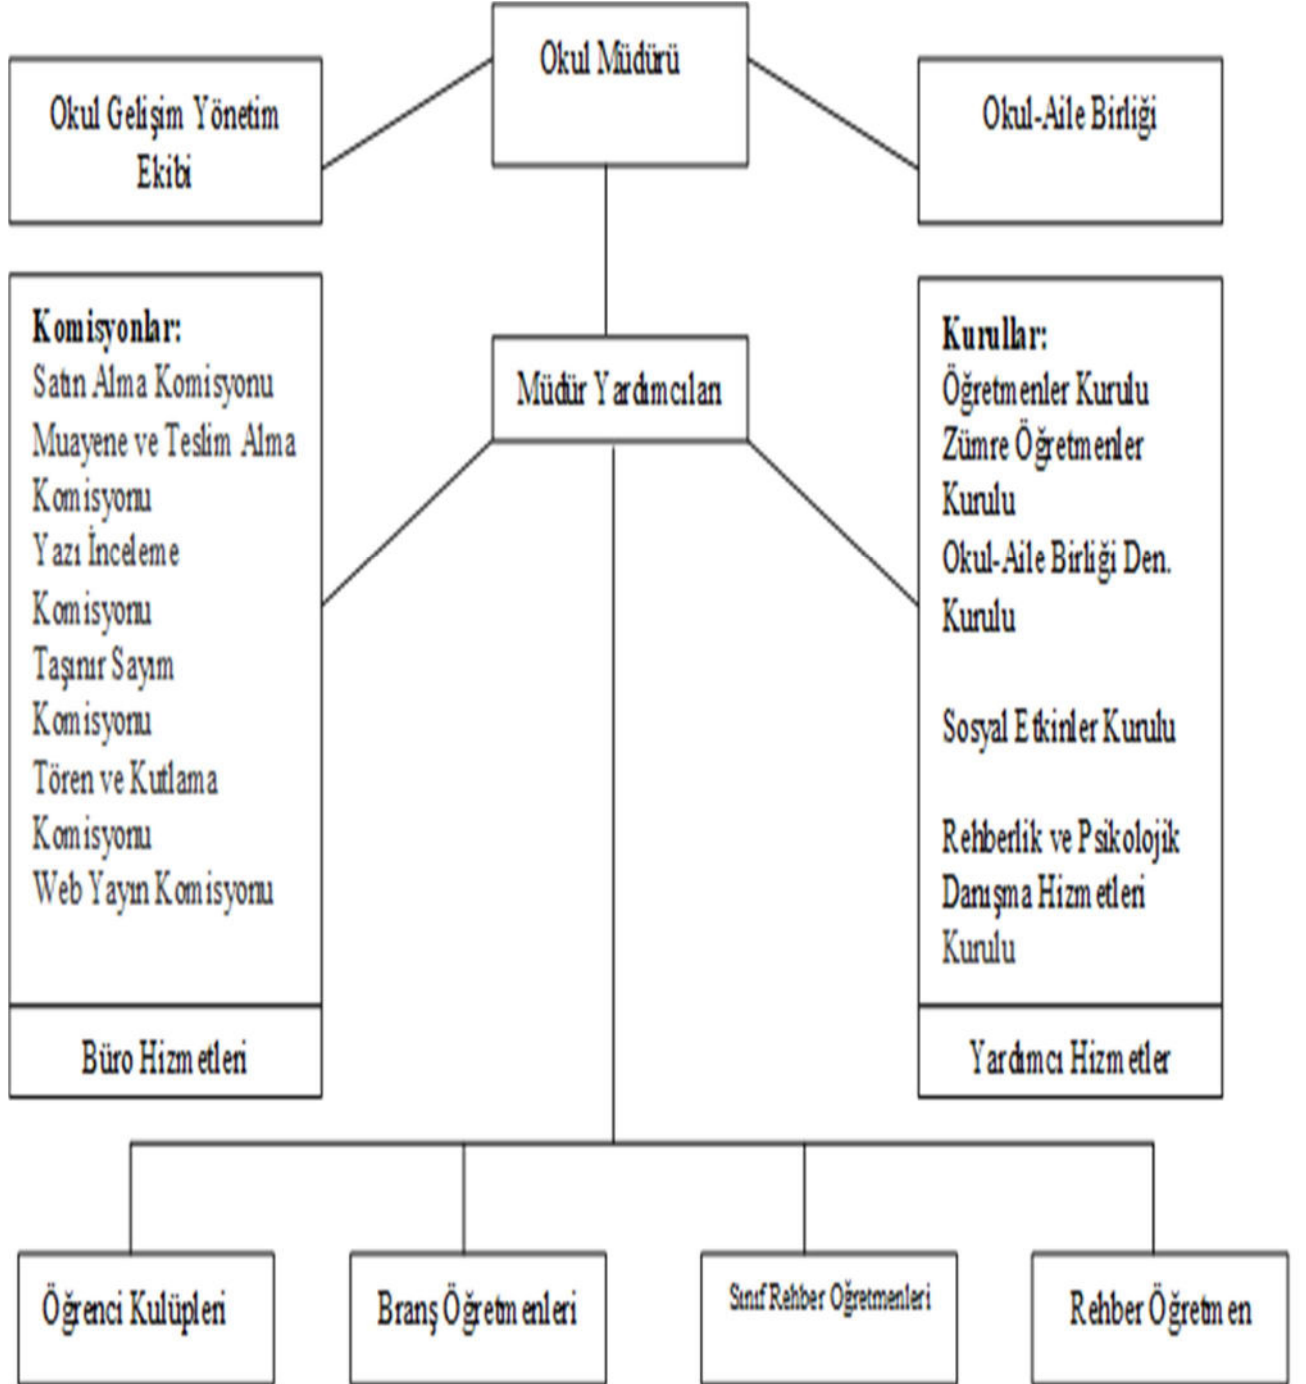 Okul Müdürü
Okul Gelişim Yönetim
Ekibi
Okul-Aile Birliği
Komisyonlar:
Satın Alma Komisyonu
Muayene ve Teslim Alma
Komisyonu
Yazı İnceleme
Komisyonu
Taşınır Sayım
Komisyonu
Tören ve Kutlama
Komisyonu
Web Yayın Komisyonu
Müdür Yardımcıları
Kurullar:
Öğretmenler Kurulu
Zümre Öğretmenler
Kurulu
Okul-Aile Birliği Den.
Kurulu
Sosyal Etkinler Kurulu
Rehberlik ve Psikolojik
Danışma Hizmetleri
Kurulu
Büro Hizmetleri
Yardımcı Hizmetler
Öğrenci Kulüpleri
Branş Öğretmenleri
Sınıf Rehber Öğretmenleri
Rehber Öğretmen